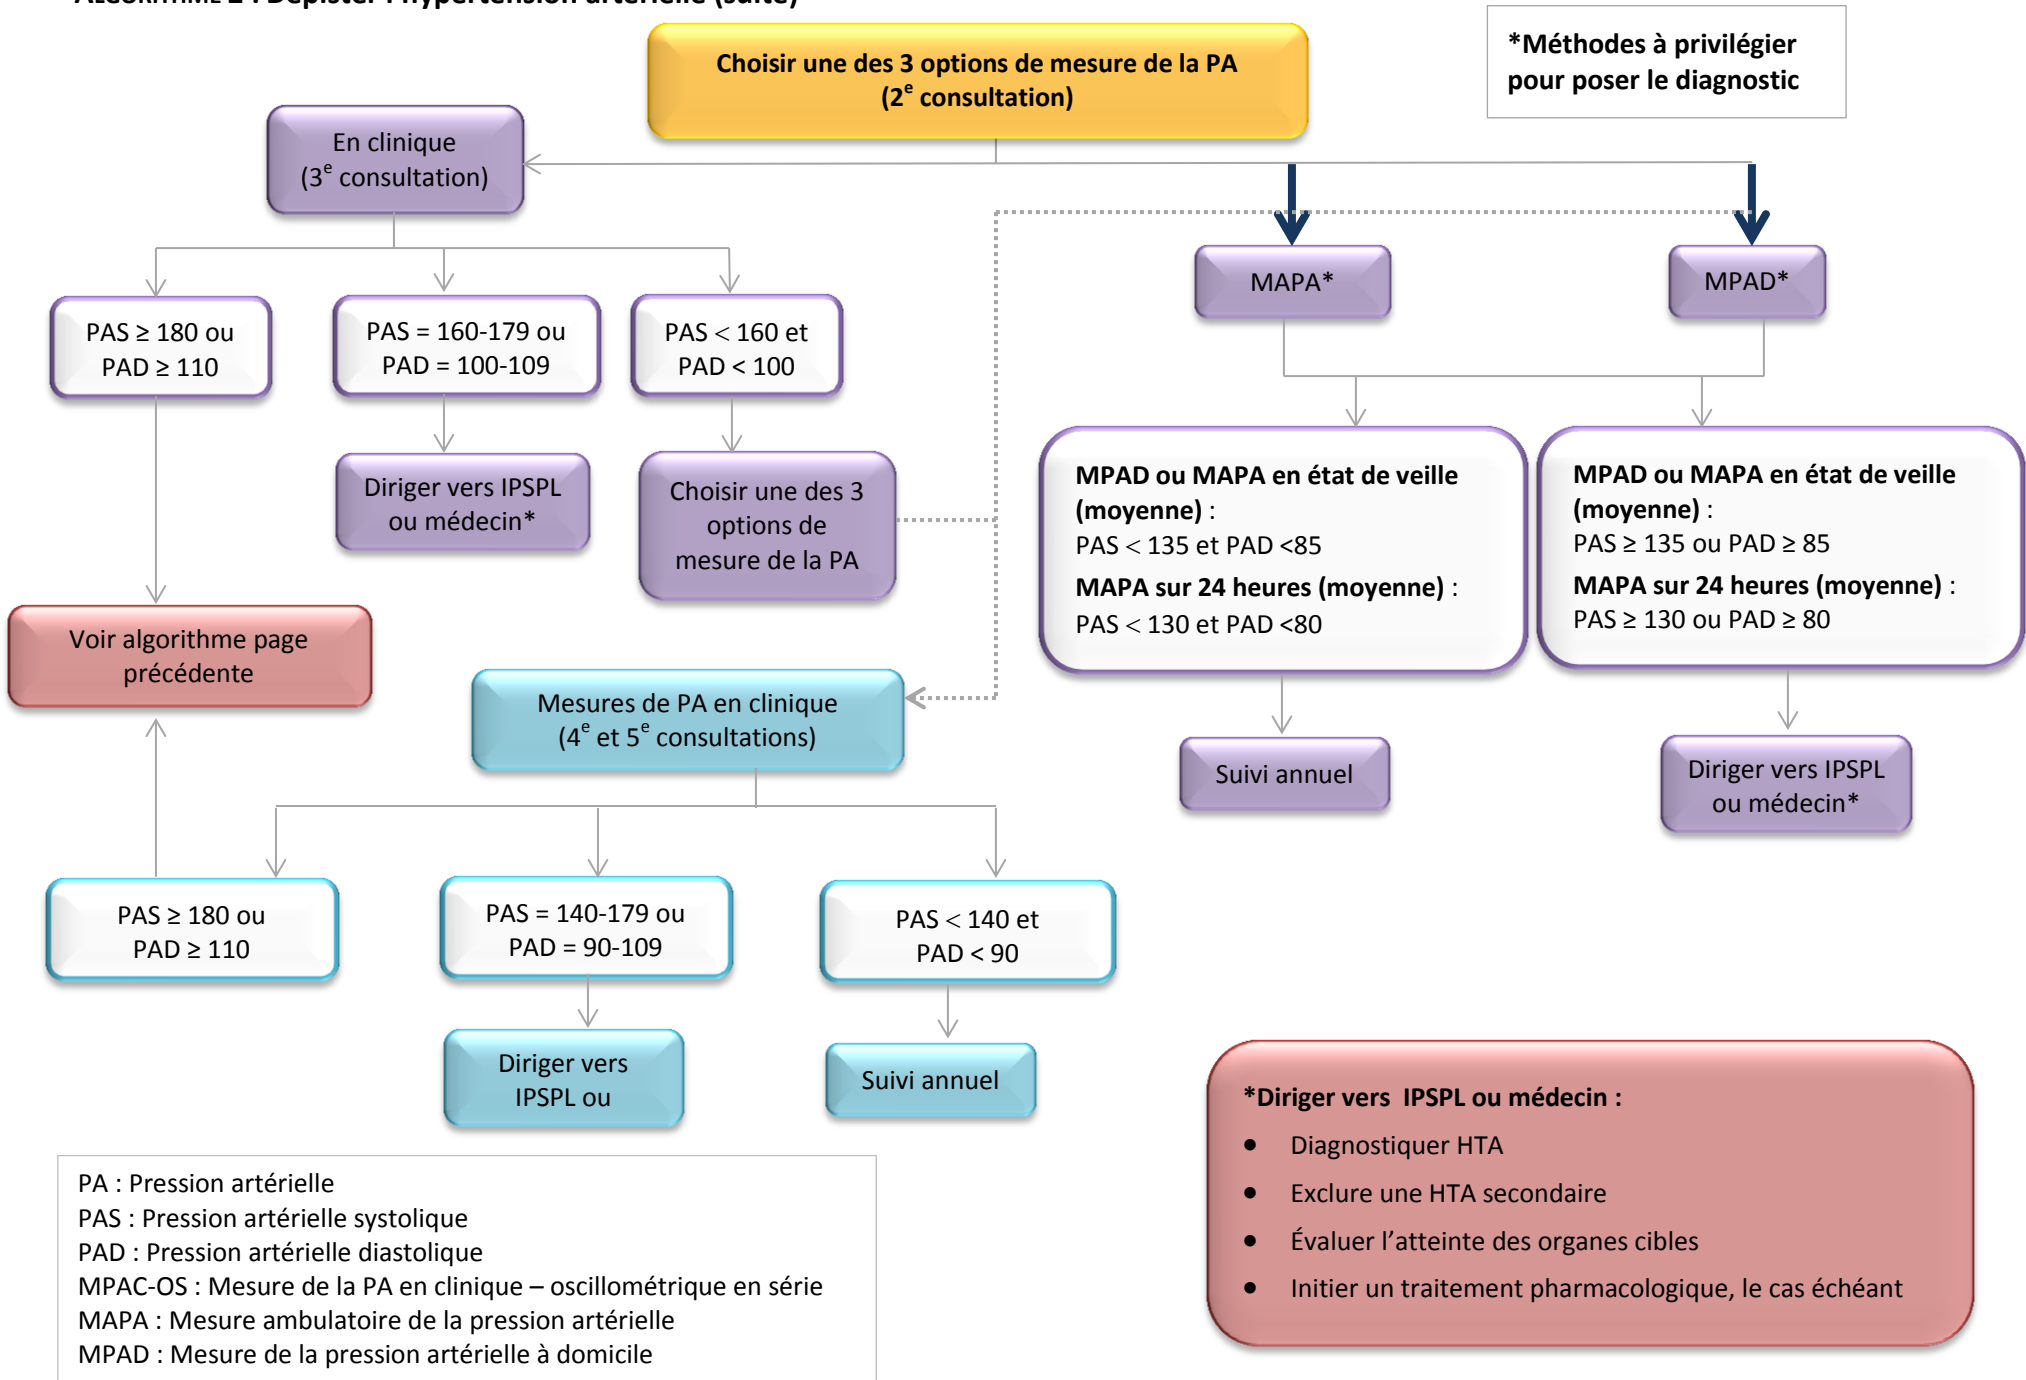 ALGORITHME 2 : Dépister l'hypertension artérielle (suite)
*Méthodes à privilégier
pour poser le diagnostic
Choisir une des 3 options de mesure de la PA
(2e consultation)
En clinique
(3e consultation)
MAPA*
MPAD*
PAS ≥ 180 ou
PAD ≥ 110
PAS = 160-179 ou
PAD = 100-109
PAS < 160 et
PAD < 100
Diriger vers IPSPL
ou médecin*
Choisir une des 3
options de
mesure de la PA
MPAD ou MAPA en état de veille
(moyenne) :
PAS < 135 et PAD <85
MAPA sur 24 heures (moyenne) :
PAS < 130 et PAD <80
MPAD ou MAPA en état de veille
(moyenne) :
PAS ≥ 135 ou PAD ≥ 85
MAPA sur 24 heures (moyenne) :
PAS ≥ 130 ou PAD ≥ 80
Voir algorithme page
précédente
Mesures de PA en clinique
(4e et 5e consultations)
Suivi annuel
Diriger vers IPSPL
ou médecin*
PAS ≥ 180 ou
PAD ≥ 110
PAS = 140-179 ou
PAD = 90-109
PAS < 140 et
PAD < 90
Diriger vers
IPSPL ou
Suivi annuel
*Diriger vers  IPSPL ou médecin :
• Diagnostiquer HTA
• Exclure une HTA secondaire
• Évaluer l'atteinte des organes cibles
• Initier un traitement pharmacologique, le cas échéant
PA : Pression artérielle
PAS : Pression artérielle systolique
PAD : Pression artérielle diastolique
MPAC-OS : Mesure de la PA en clinique – oscillométrique en série
MAPA : Mesure ambulatoire de la pression artérielle
MPAD : Mesure de la pression artérielle à domicile